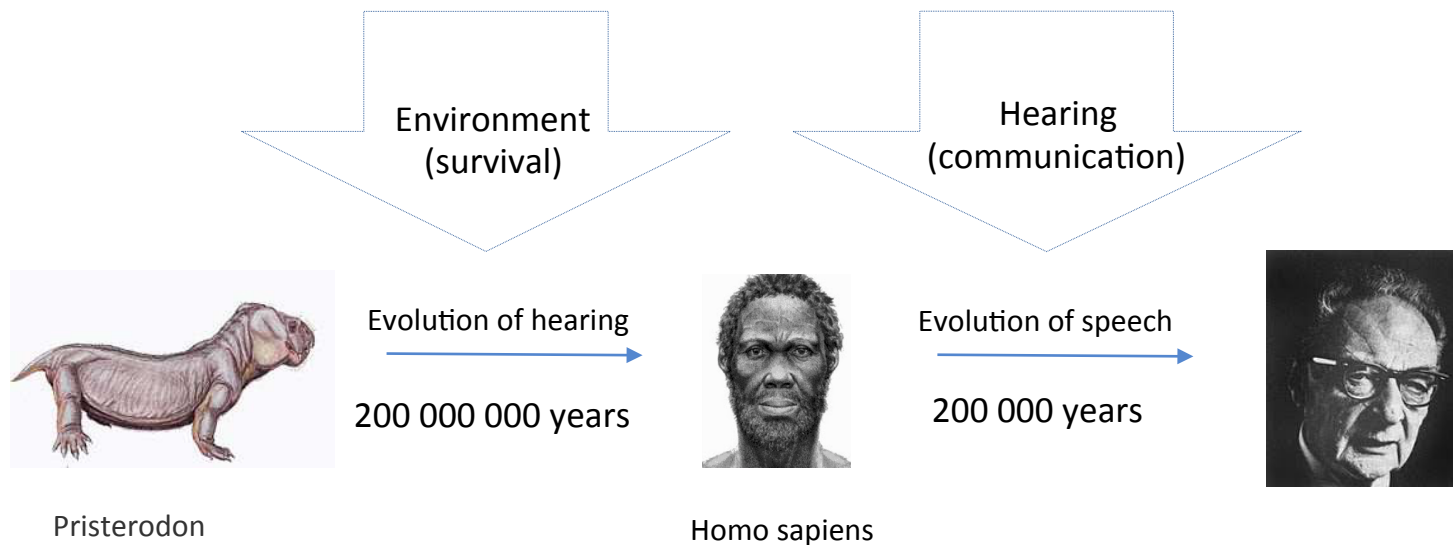 Environment
(survival)
Hearing
(communication)
Evolution of hearing
200 000 000 years
Evolution of speech
200 000 years
Pristerodon
Homo sapiens